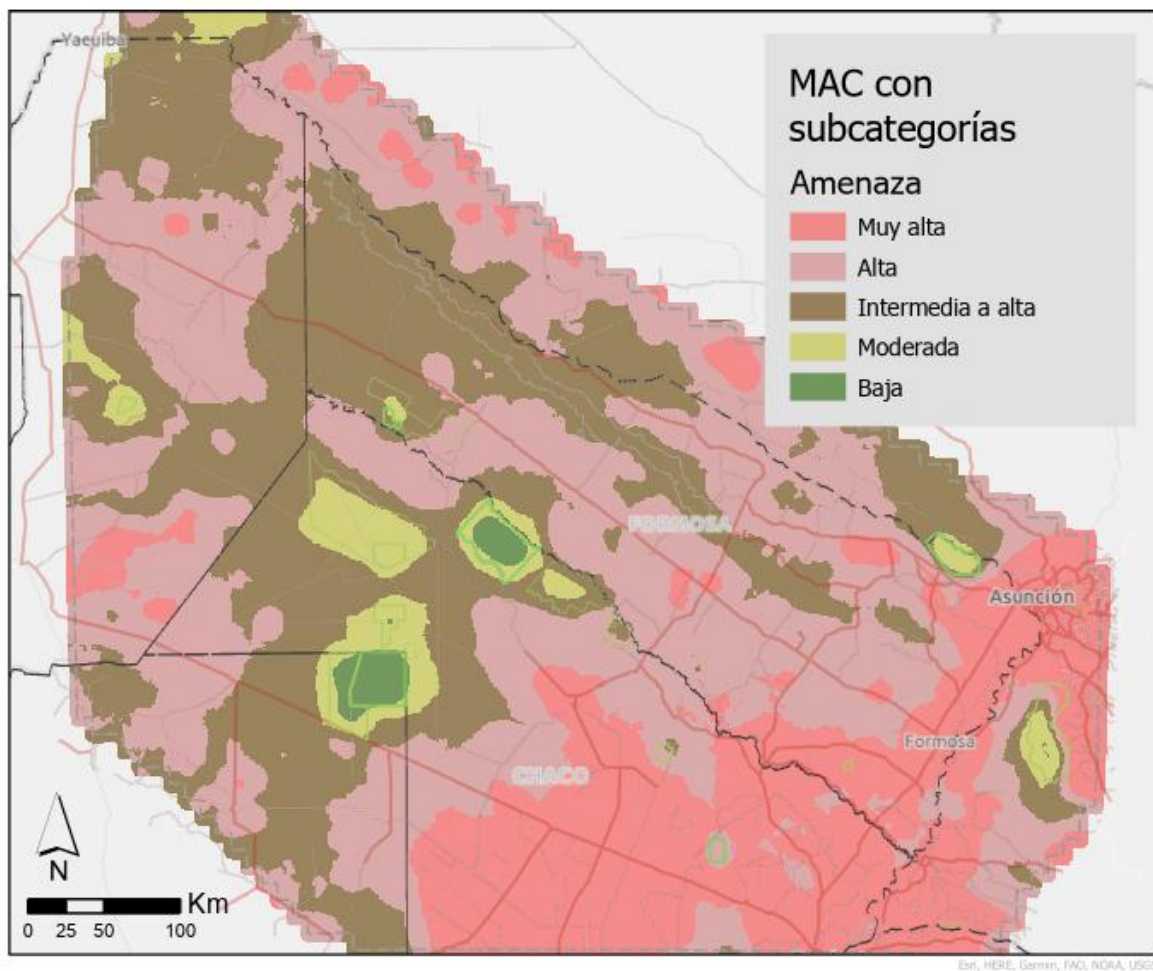 Yacuiba
MAC con
subcategorías
Amenaza
Muy alta
Alta
Intermedia a alta
Moderada
Baja
FORMOSA
Asunción
Formosa
CHACO
N
Km
0 25 50 100
Esri, HERE, Garmin, FAO, NOAA, USGS